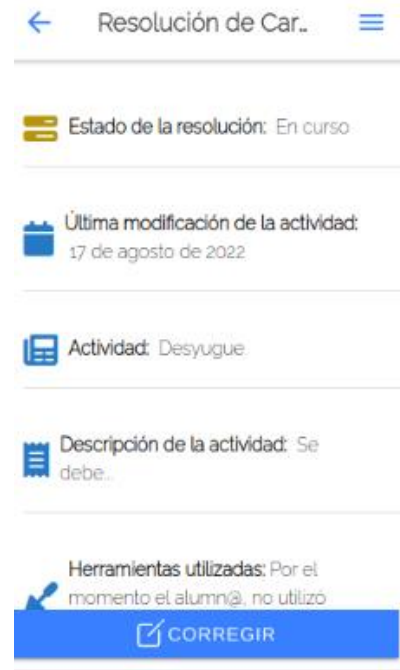 Resolución de Car..
Estado de la resolución: En curso
Última modificación de la actividad:
17 de agosto de 2022
Actividad: Desyugue
Descripción de la actividad: Se
debe..
Herramientas utilizadas: Por el
momento el alumn@, no utilizó
CORREGIR